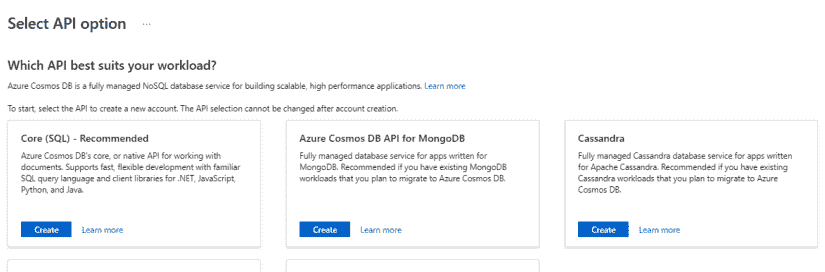 Select API option ...
Which API best suits your workload?
Azure Cosmos DB is a fully managed NoSQL database service for building scalable, high performance applications. Learn more
To start, select the API to create a new account. The API selection cannot be changed after account creation.
Core (SQL) - Recommended
Azure Cosmos DB's core, or native API for working with
documents. Supports fast, flexible development with familiar
SQL query language and client libraries for .NET, JavaScript,
Python, and Java.
Create Learn more
Azure Cosmos DB API for MongoDB
Fully managed database service for apps written for
MongoDB. Recommended if you have existing MongoDB
workloads that you plan to migrate to Azure Cosmos DB.
Create Learn more
Cassandra
Fully managed Cassandra database service for apps written
for Apache Cassandra. Recommended if you have existing
Cassandra workloads that you plan to migrate to Azure
Cosmos DB.
Create Learn more